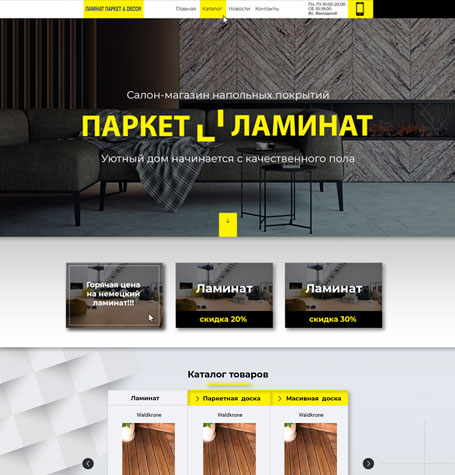 ЛАМИНАТ ПАРКЕТ & DECOR
Главная Каталог Новости Контакты
Пн. Пт 10.00-20.00
Сб. 10-19.00
Вс. Выходной
Салон-магазин напольных покрытий
ПАРКЕТ ЛАМИНАТ
Уютный дом начинается с качественного пола
Горячая цена
на немецкий
ламинат!!!
Ламинат
скидка 20%
Ламинат
скидка 30%
Каталог товаров
Ламинат Паркетная доска Масивная доска
Waldkrone Waldkrone Waldkrone